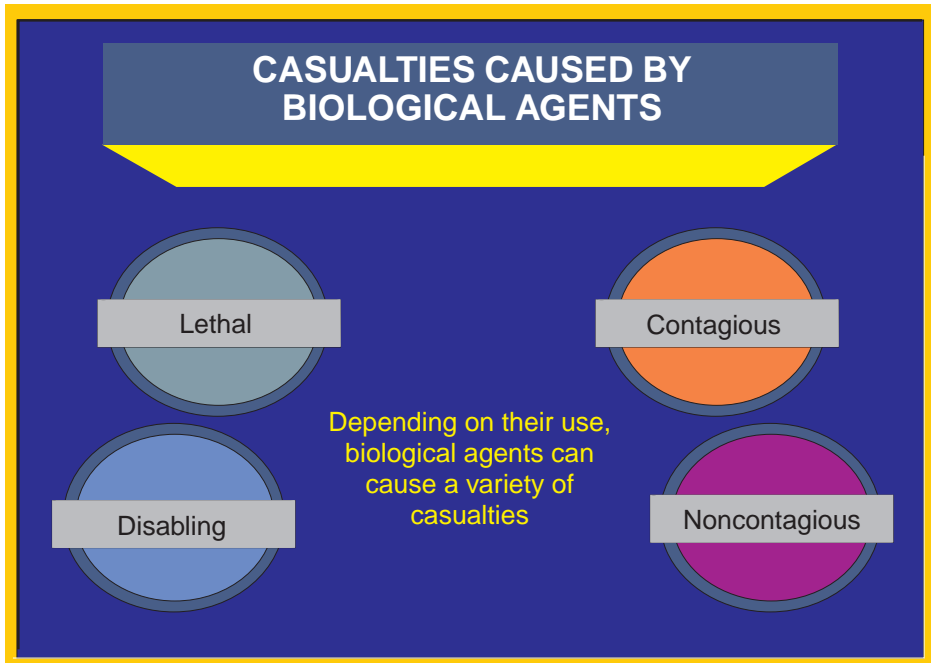 CASUALTIES CAUSED BY
BIOLOGICAL AGENTS
Lethal
Contagious
Depending on their use,
biological agents can
cause a variety of
casualties
Disabling
Noncontagious